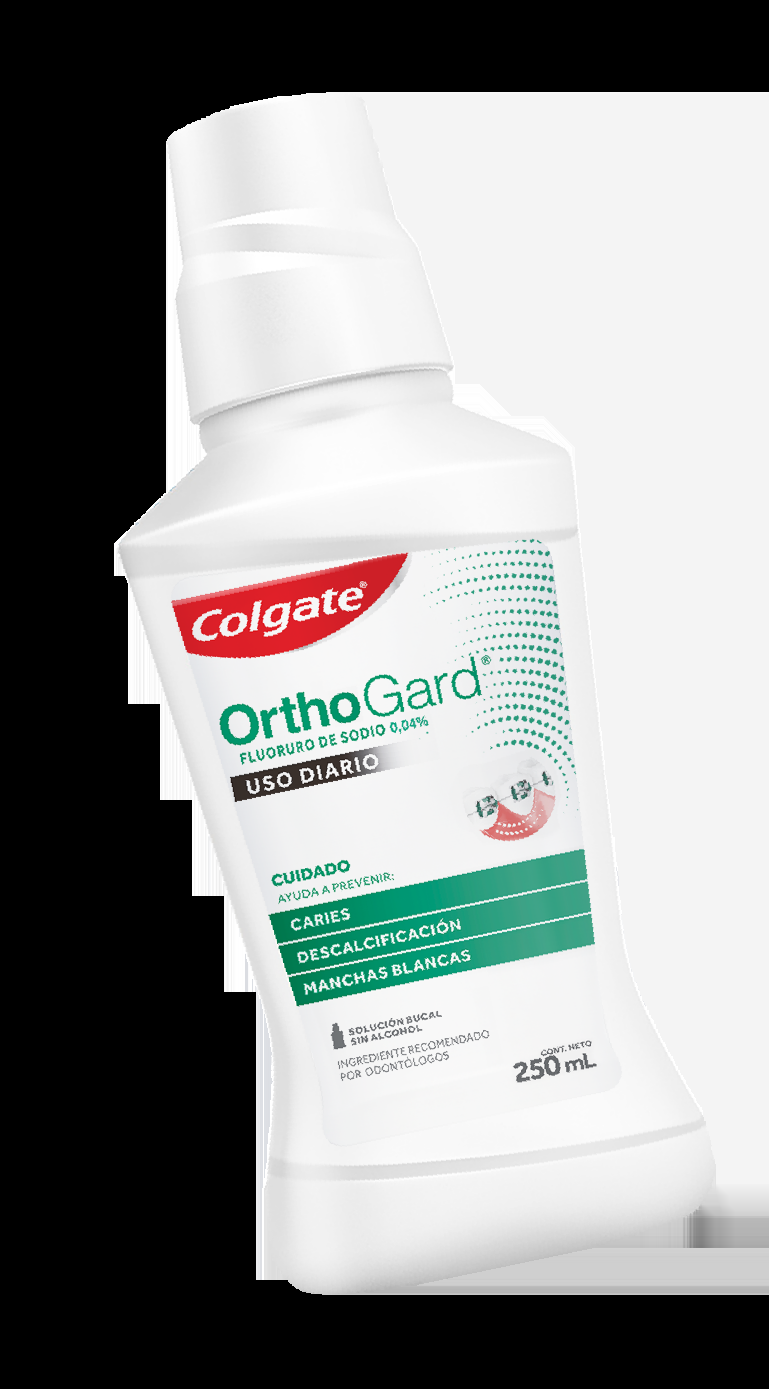 Colgate®
OrthoGard®
FLUORURO DE SODIO 0,04%
USO DIARIO
CUIDADO
AYUDA A PREVENIR:
CARIES
DESCALCIFICACIÓN
MANCHAS BLANCAS
SOLUCIÓN BUCAL
SIN ALCOHOL
INGREDIENTE RECOMENDADO
POR ODONTÓLOGOS
CONT. NETO
250 mL